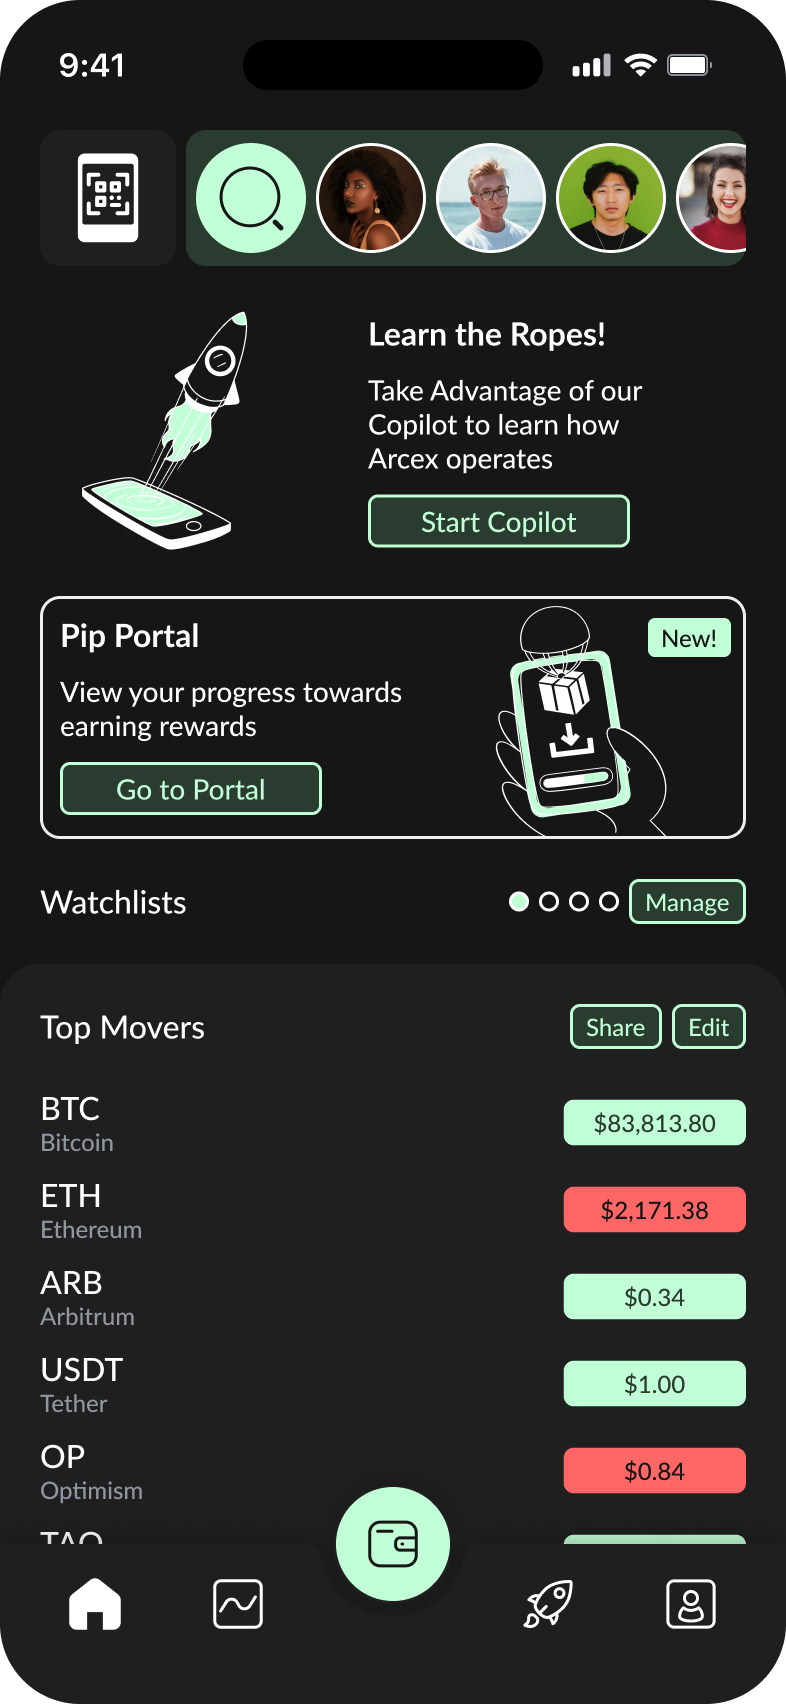 9:41
Learn the Ropes!
Take Advantage of our
Copilot to learn how
Arcex operates
Start Copilot
Pip Portal
New!
View your progress towards
earning rewards
Go to Portal
Watchlists
Manage
Top Movers
Share
Edit
BTC
$83,813.80
Bitcoin
ETH
$2,171.38
Ethereum
ARB
$0.34
Arbitrum
USDT
$1.00
Tether
OP
$0.84
Optimism
TAO